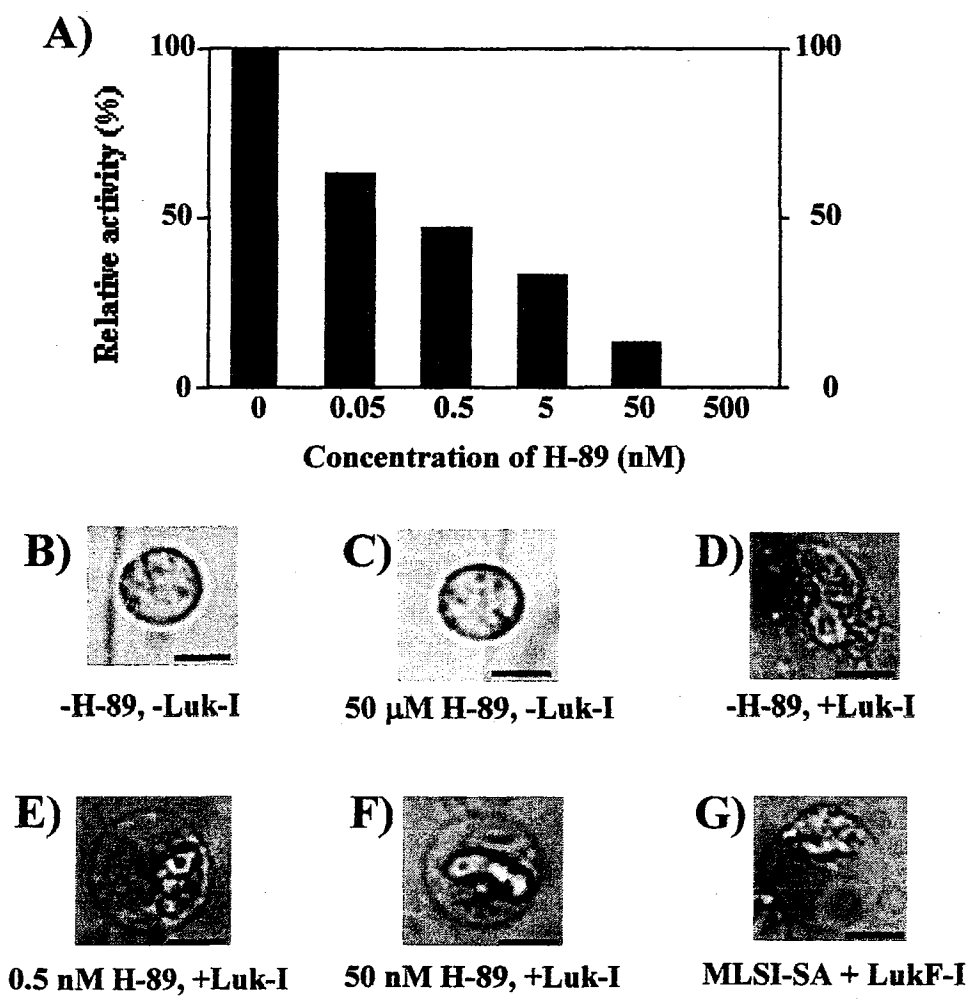 A)
100
50
0
100
50
0
Relative activity (%)
0 0.05 0.5 5 50 500
Concentration of H-89 (nM)
B) C) D)
-H-89, -Luk-I 50 μM H-89, -Luk-I -H-89, +Luk-I
E) F) G)
0.5 nM H-89, +Luk-I 50 nM H-89, +Luk-I MLSI-SA + LukF-I